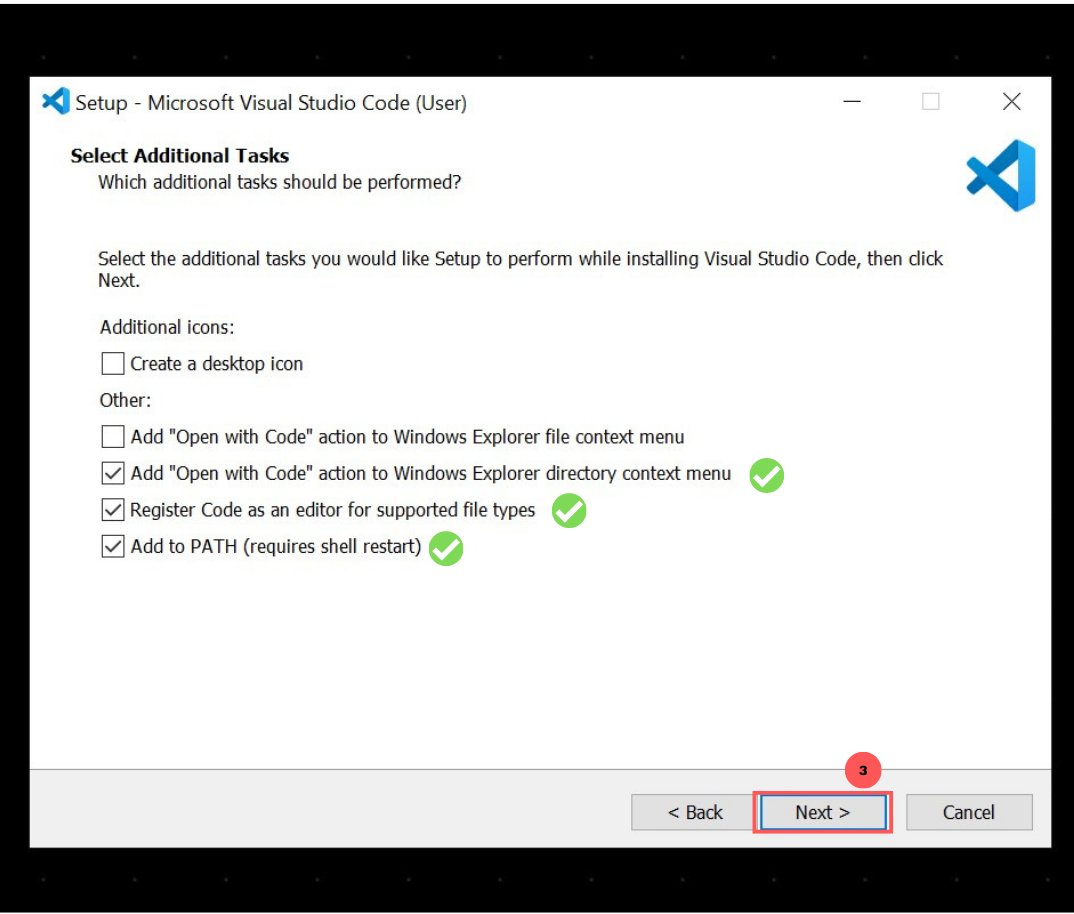 Setup - Microsoft Visual Studio Code (User)
Select Additional Tasks
Which additional tasks should be performed?
Select the additional tasks you would like Setup to perform while installing Visual Studio Code, then click
Next.
Additional icons:
Create a desktop icon
Other:
Add "Open with Code" action to Windows Explorer file context menu
Add "Open with Code" action to Windows Explorer directory context menu
Register Code as an editor for supported file types
Add to PATH (requires shell restart)
3
< Back Next > Cancel